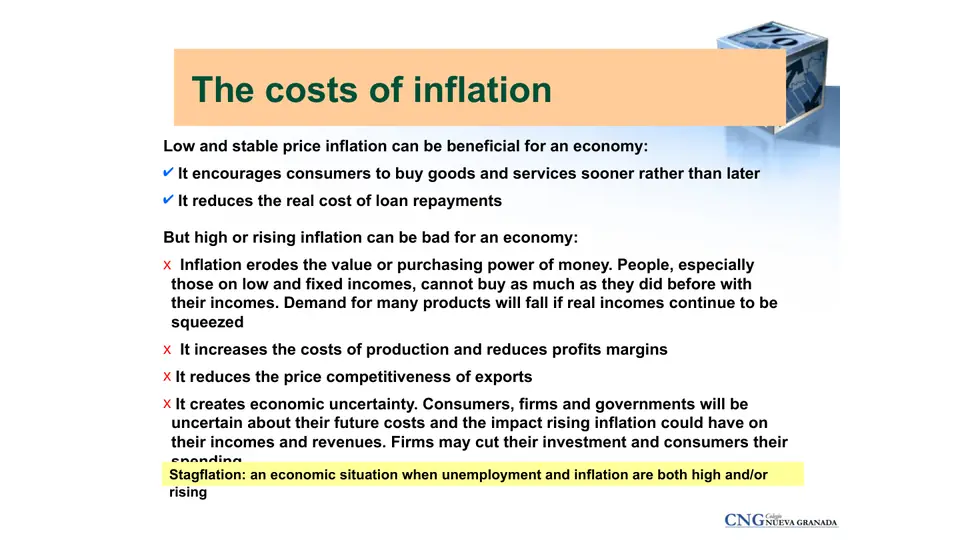 %
The costs of inflation
Low and stable price inflation can be beneficial for an economy:
✔ It encourages consumers to buy goods and services sooner rather than later
✔ It reduces the real cost of loan repayments
But high or rising inflation can be bad for an economy:
x Inflation erodes the value or purchasing power of money. People, especially
those on low and fixed incomes, cannot buy as much as they did before with
their incomes. Demand for many products will fall if real incomes continue to be
squeezed
x It increases the costs of production and reduces profits margins
x It reduces the price competitiveness of exports
x It creates economic uncertainty. Consumers, firms and governments will be
uncertain about their future costs and the impact rising inflation could have on
their incomes and revenues. Firms may cut their investment and consumers their
spending
Stagflation: an economic situation when unemployment and inflation are both high and/or
rising
CNG Colegio
NUEVA GRANADA